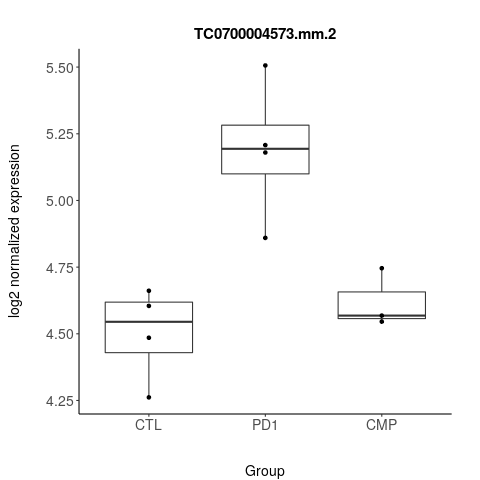 TC0700004573.mm.2
log2 normalized expression
5.50
5.25
5.00
4.75
4.50
4.25
CTL PD1 CMP
Group